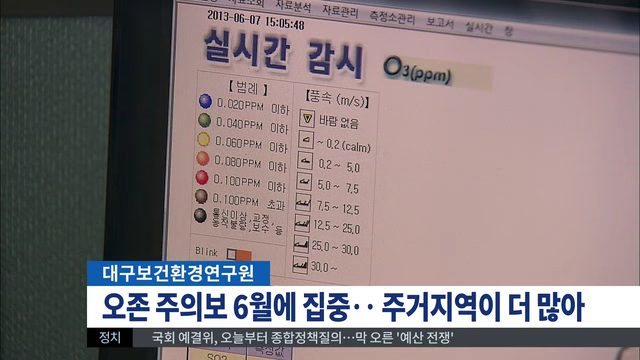 자료조회 자료분석 자료관리 측정소관리 보고서 실시간 창
2013-06-07 15:05:48
실시간 감시 O3(ppm)
[ 범례 ]
0.020PPM 이하
0.040PPM 이하
0.060PPM 이하
0.080PPM 이하
0.100PPM 이하
0.100PPM 초과
Blink
[풍속 (m/s)]
바람 없음
~ 0,2 (calm)
0,2 ~ 5,0
5,0 ~ 7,5
7,5 ~ 12,5
12,5 ~ 25,0
25,0 ~ 30,0
30,0 ~
대구보건환경연구원
오존 주의보 6월에 집중‥ 주거지역이 더 많아
정치 국회 예결위, 오늘부터 종합정책질의…막 오른 '예산 전쟁'